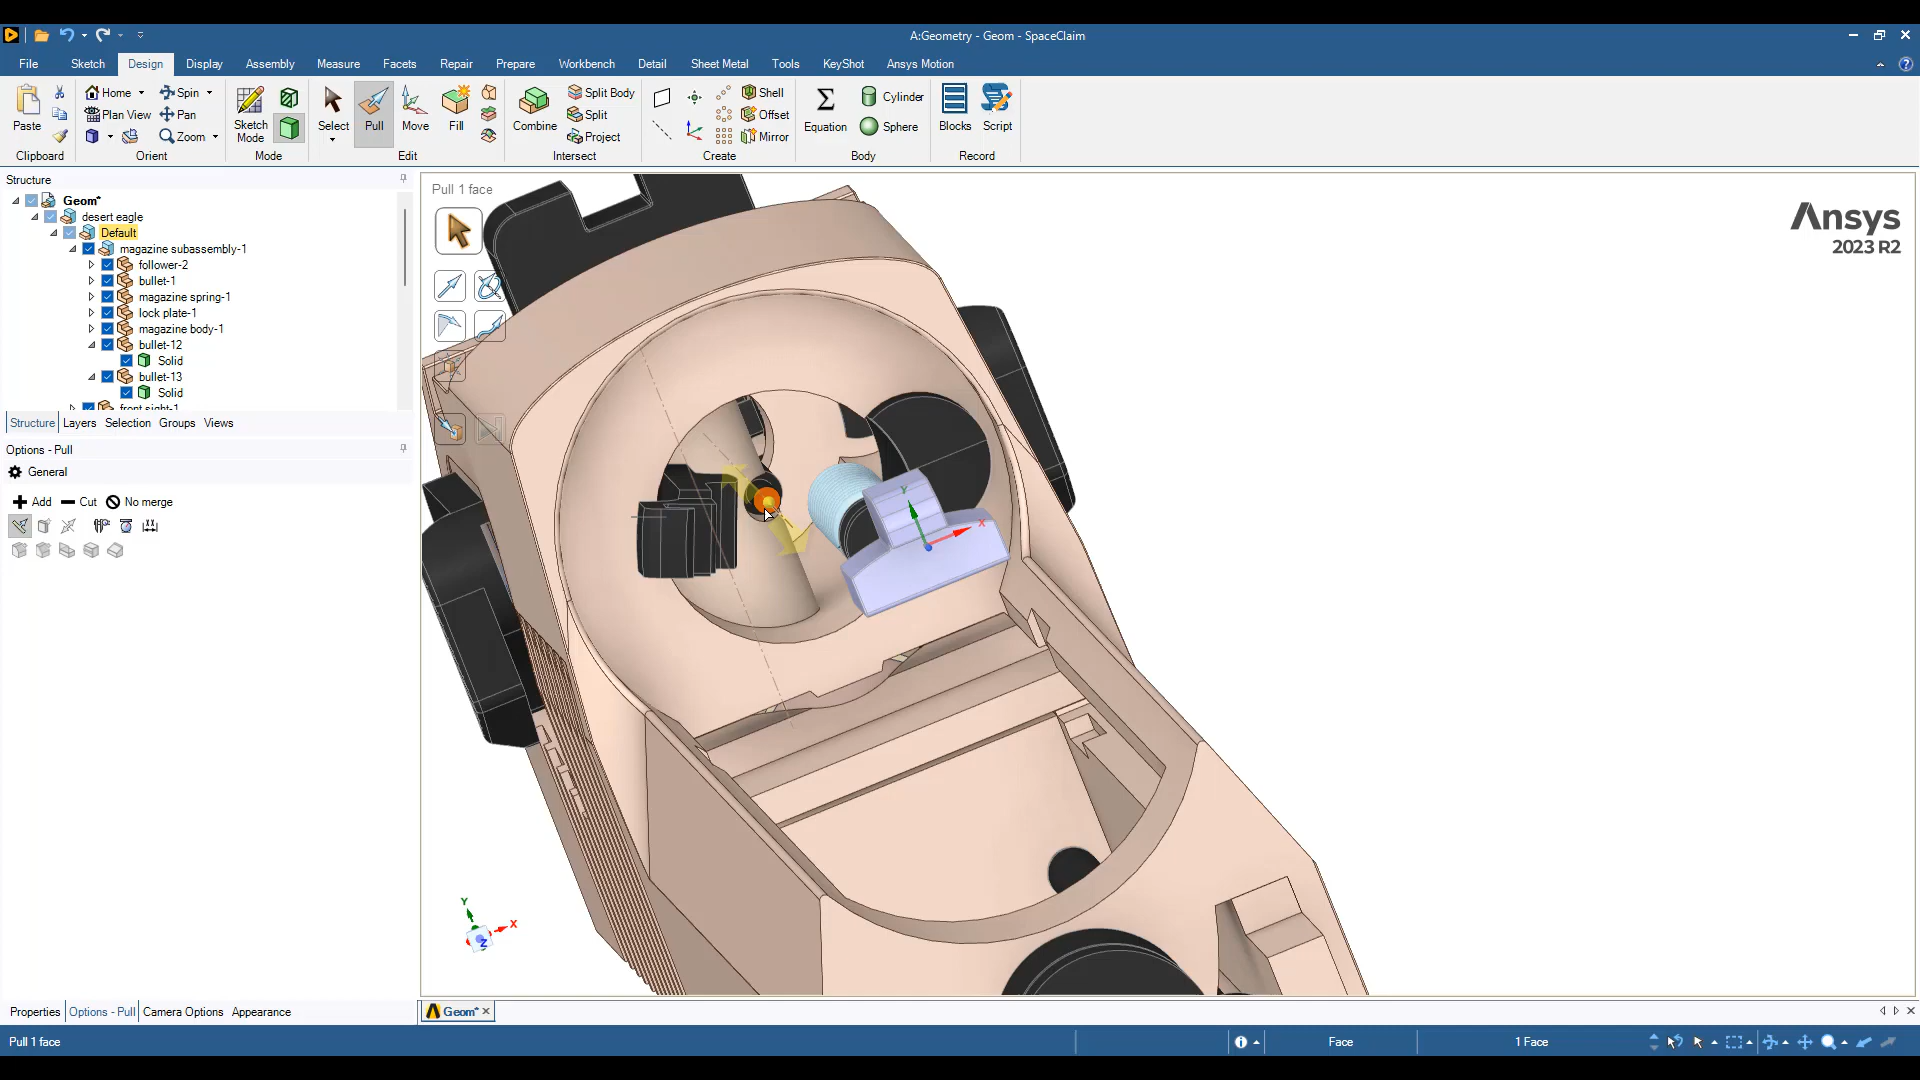 A:Geometry - Geom - SpaceClaim
File Sketch Design Display Assembly Measure Facets Repair Prepare Workbench Detail Sheet Metal Tools KeyShot Ansys Motion
Paste
Clipboard
Home Spin
Plan View Pan
Zoom
Orient
Sketch Mode
Mode
Select Pull Move Fill
Edit
Combine
Split Body
Split
Project
Intersect
Shell
Offset
Mirror
Create
Equation
Cylinder
Sphere
Body
Blocks Script
Record
Structure
Geom*
desert eagle
Default
magazine subassembly-1
follower-2
bullet-1
magazine spring-1
lock plate-1
magazine body-1
bullet-12
Solid
bullet-13
Solid
front sight-1
Structure Layers Selection Groups Views
Options - Pull
General
Add Cut No merge
Properties Options - Pull Camera Options Appearance
Pull 1 face
Ansys
2023 R2
Y
X
Y
X
Z
Geom*
Pull 1 face
Face
1 Face